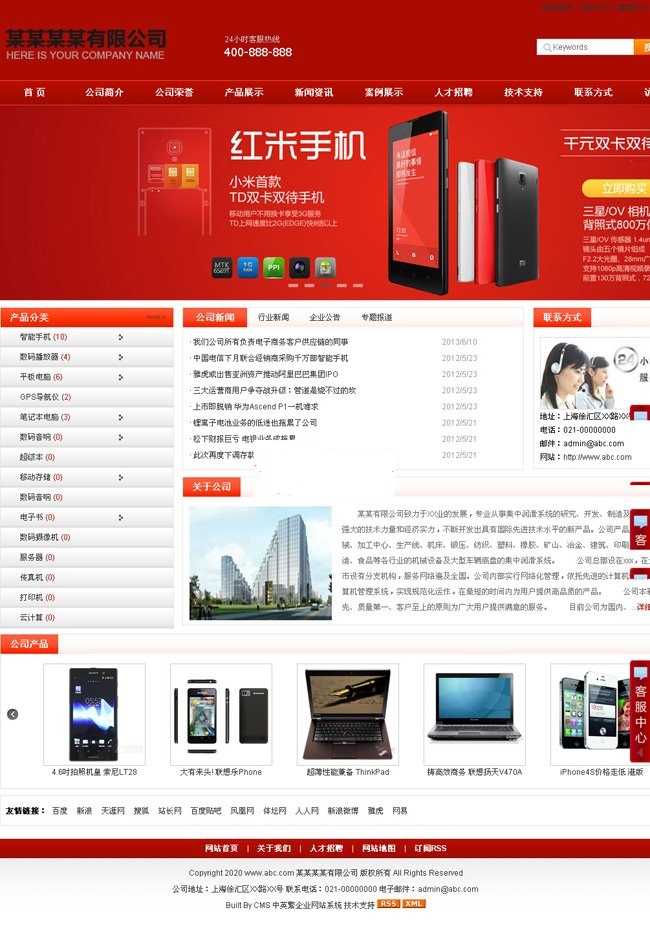 某某某某有限公司
HERE IS YOUR COMPANY NAME
24小时客服热线
400-888-888
Keywords
首 页 公司简介 公司荣誉 产品展示 新闻资讯 案例展示 人才招聘 技术支持 联系方式
红米手机
小米首款
TD双卡双待手机
移动用户不用换卡享受3G服务
TD上网速度比2G(EDGE)快8倍以上
MTK 6589T
1G RAM
PPI
永远相信
美好的事情
即将发生
千元双卡双待
立即购买
三星/OV 相机
背照式800万
三星/OV 传感器 1.4
镜头由五个镜片组成
F2.2大光圈、28mm广
支持1080p高清视频录
前置130万背照式，72
产品分类
智能手机 (10)
数码播放器 (4)
平板电脑 (6)
GPS导航仪 (2)
笔记本电脑 (3)
数码音响 (0)
超级本 (0)
移动存储 (0)
数码音响 (0)
电子书 (0)
数码摄像机 (0)
服务器 (0)
传真机 (0)
打印机 (0)
云计算 (0)
公司新闻 行业新闻 企业公告 专题报道
· 我们公司所有负责电子商务客户供应链的同事 2013/6/10
· 中国电信下月联合经销商采购千万部智能手机 2012/5/23
· 雅虎或出售亚洲资产推动阿里巴巴集团IPO 2012/5/23
· 三大运营商用户争夺战升级：管道是绕不过的坎 2012/5/23
· 上市即脱销 华为Ascend P1一机难求 2012/5/23
· 锂离子电池业务的低迷也拖累了公司 2012/5/21
· 松下财报巨亏 电视业务成拖累 2012/5/21
· 此次再度下调存款 2012/5/21
联系方式
24 小
服
地址：上海徐汇区XX路XX
电话：021-00000000
邮件：admin@abc.com
网站：http://www.abc.com
关于公司
某某有限公司致力于XX业的发展，专业从事集中润滑系统的研究、开发、制造及
强大的技术力量和经济实力，不断开发出具有国际先进技术水平的新产品。公司产品
械、加工中心、生产线、机床、锻压、纺织、塑料、橡胶、矿山、冶金、建筑、印刷
造、食品等各行业的机械设备及大型车辆底盘的集中润滑系统。 公司总部设在xxx，在
市设有分支机构，服务网络遍及全国。公司内部实行网络化管理，依托先进的计算机
算机管理系统，实现规范化运作，在最短的时间内为用户提供高品质的产品。 公司本
先、质量第一、客户至上的原则为广大用户提供满意的服务。 目前公司为国内、
客
公司产品
4.6吋拍照机皇 索尼LT28
大有来头! 联想乐Phone
超薄性能兼备 ThinkPad
铸高效商务 联想扬天V470A
iPhone4S价格走低 港版
客服中心
友情链接： 百度 新浪 天涯网 搜狐 站长网 百度贴吧 凤凰网 体坛网 人人网 新浪微博 雅虎 网易
网站首页 | 关于我们 | 人才招聘 | 网站地图 | 订阅RSS
Copyright 2020 www.abc.com 某某某某有限公司 版权所有 All Rights Reserved
公司地址：上海徐汇区XX路XX号 联系电话：021-00000000 电子邮件：admin@abc.com
Built By CMS 中英繁企业网站系统 技术支持 RSS XML